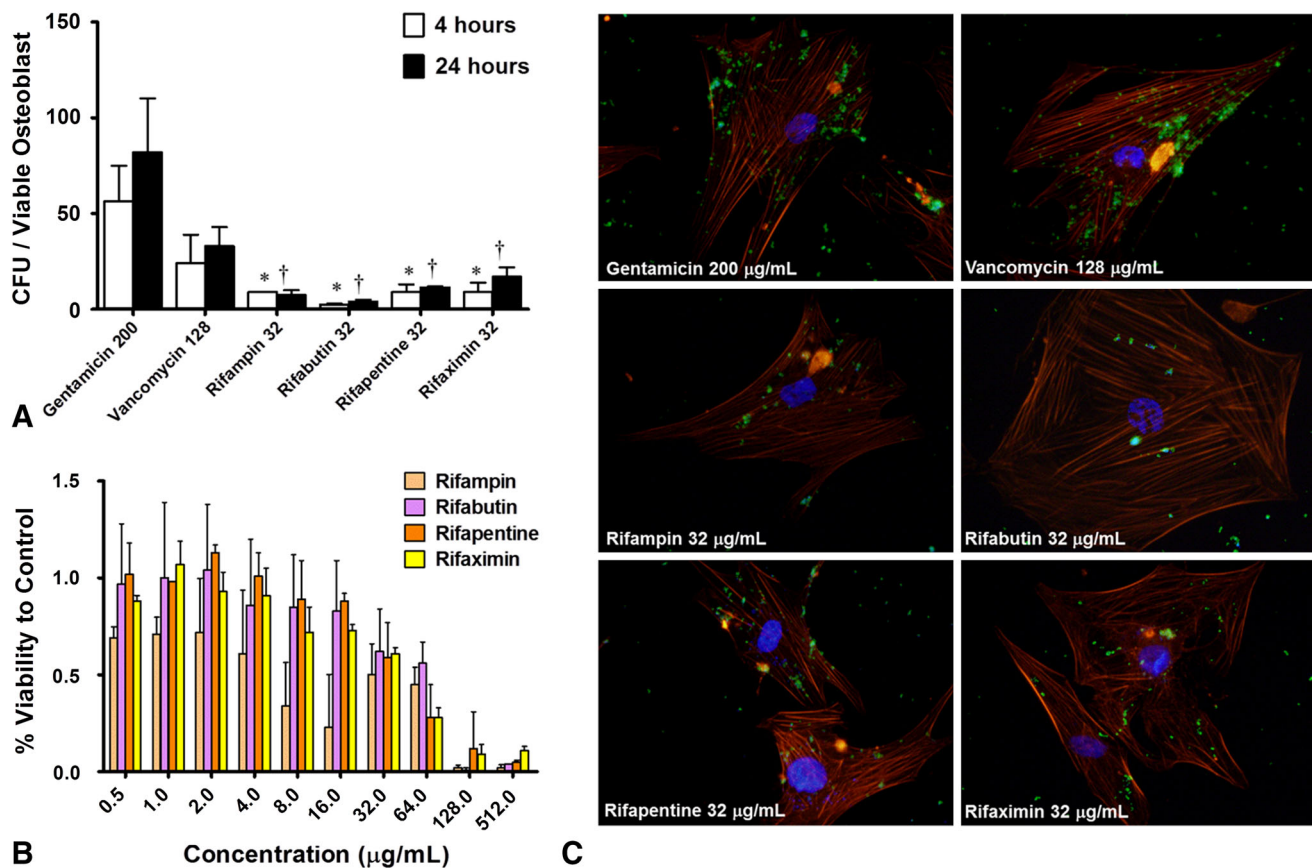 150
100
50
0
CFU / Viable Osteoblast
4 hours
24 hours
* † * † * † * †
Gentamicin 200
Vancomycin 128
Rifampin 32
Rifabutin 32
Rifapentine 32
Rifaximin 32
A
1.5
1.0
0.5
0.0
% Viability to Control
Rifampin
Rifabutin
Rifapentine
Rifaximin
0.5 1.0 2.0 4.0 8.0 16.0 32.0 64.0 128.0 512.0
Concentration (μg/mL)
B
Gentamicin 200 μg/mL
Vancomycin 128 μg/mL
Rifampin 32 μg/mL
Rifabutin 32 μg/mL
Rifapentine 32 μg/mL
Rifaximin 32 μg/mL
C